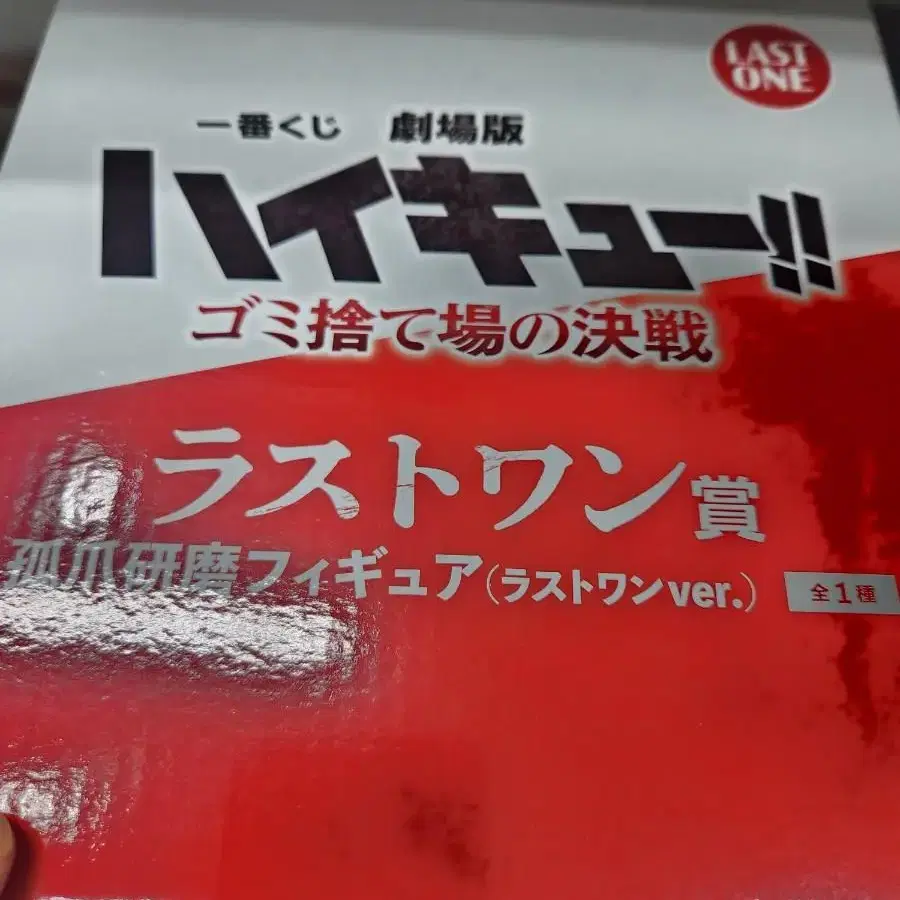 LAST
ONE
一番くじ 劇場版
ハイキュー!!
ゴミ捨て場の決戦
ラストワン賞
孤爪研磨フィギュア(ラストワンver.)
全1種